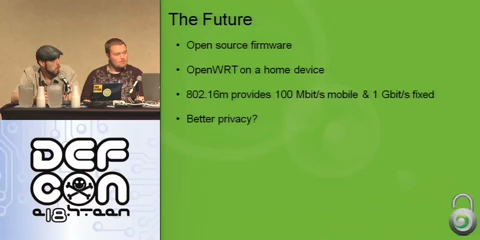 The Future
• Open source firmware
• OpenWRT on a home device
• 802.16m provides 100 Mbit/s mobile & 1 Gbit/s fixed
• Better privacy?
DEF
CON
e18hteen